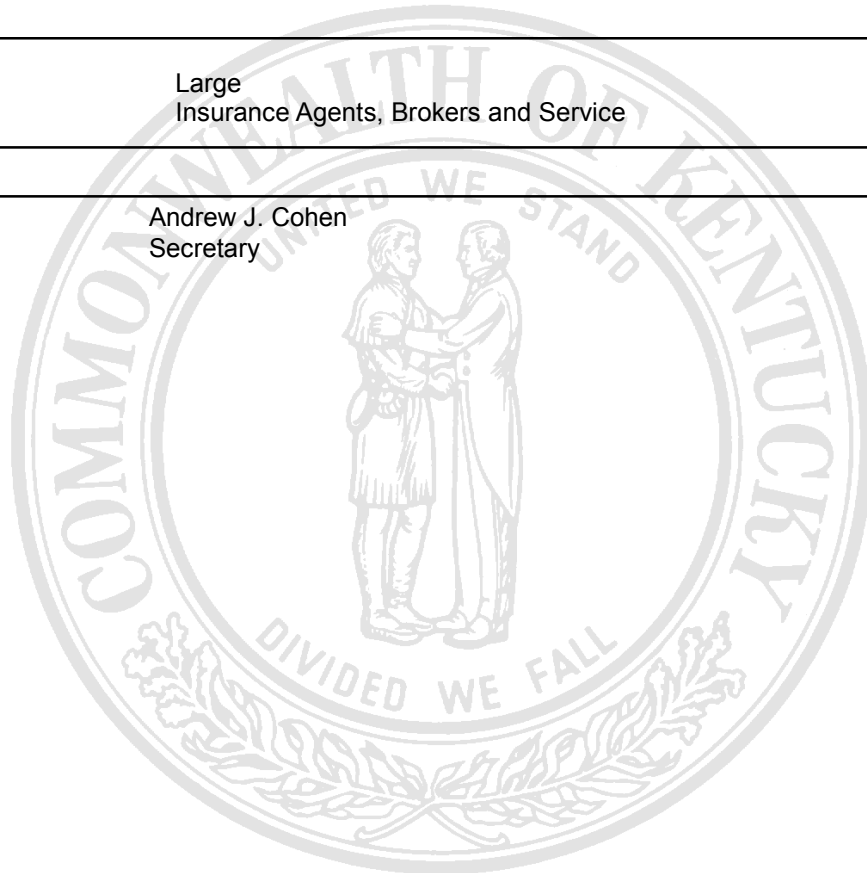 Large
Insurance Agents, Brokers and Service
Andrew J. Cohen
Secretary
COMMONWEALTH OF KENTUCKY
UNITED WE STAND
DIVIDED WE FALL